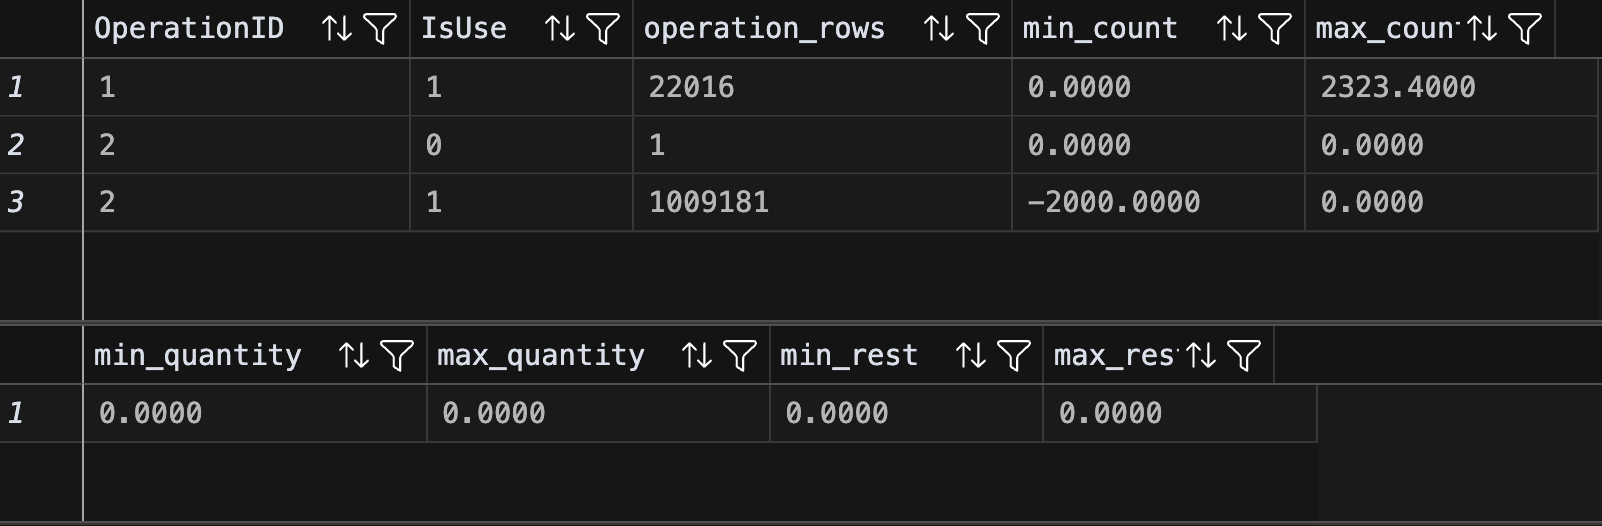 OperationID IsUse operation_rows min_count max_coun
1 1 1 22016 0.0000 2323.4000
2 2 0 1 0.0000 0.0000
3 2 1 1009181 -2000.0000 0.0000
min_quantity max_quantity min_rest max_res
1 0.0000 0.0000 0.0000 0.0000